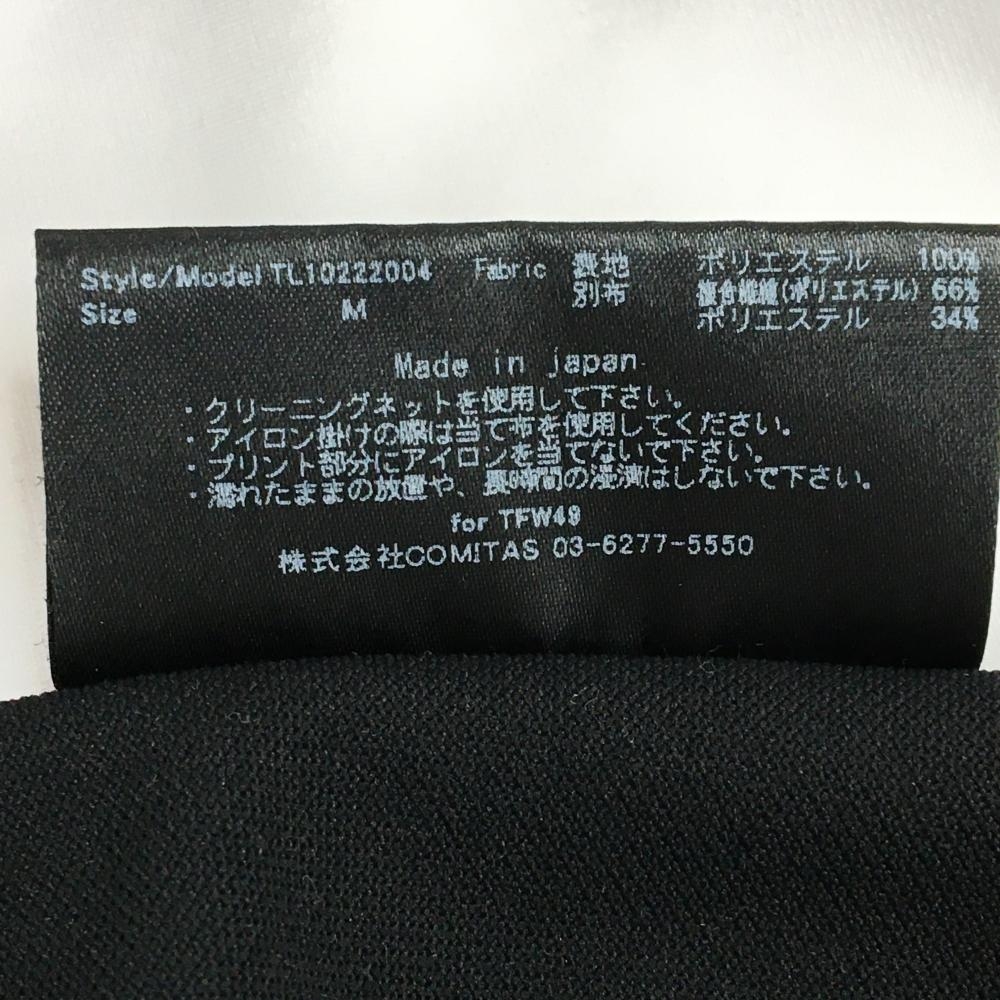 Style/Model TL10222004 Fabric 表地 ポリエステル 100%
別布 複合繊維(ポリエステル) 66%
Size M ポリエステル 34%
Made in Japan
・クリーニングネットを使用して下さい。
・アイロン掛けの際は当て布を使用してください。
・プリント部分にアイロンを当てないで下さい。
・濡れたままの放置や、長時間の浸漬はしないで下さい。
for TFW49
株式会社COMITAS 03-6277-5550